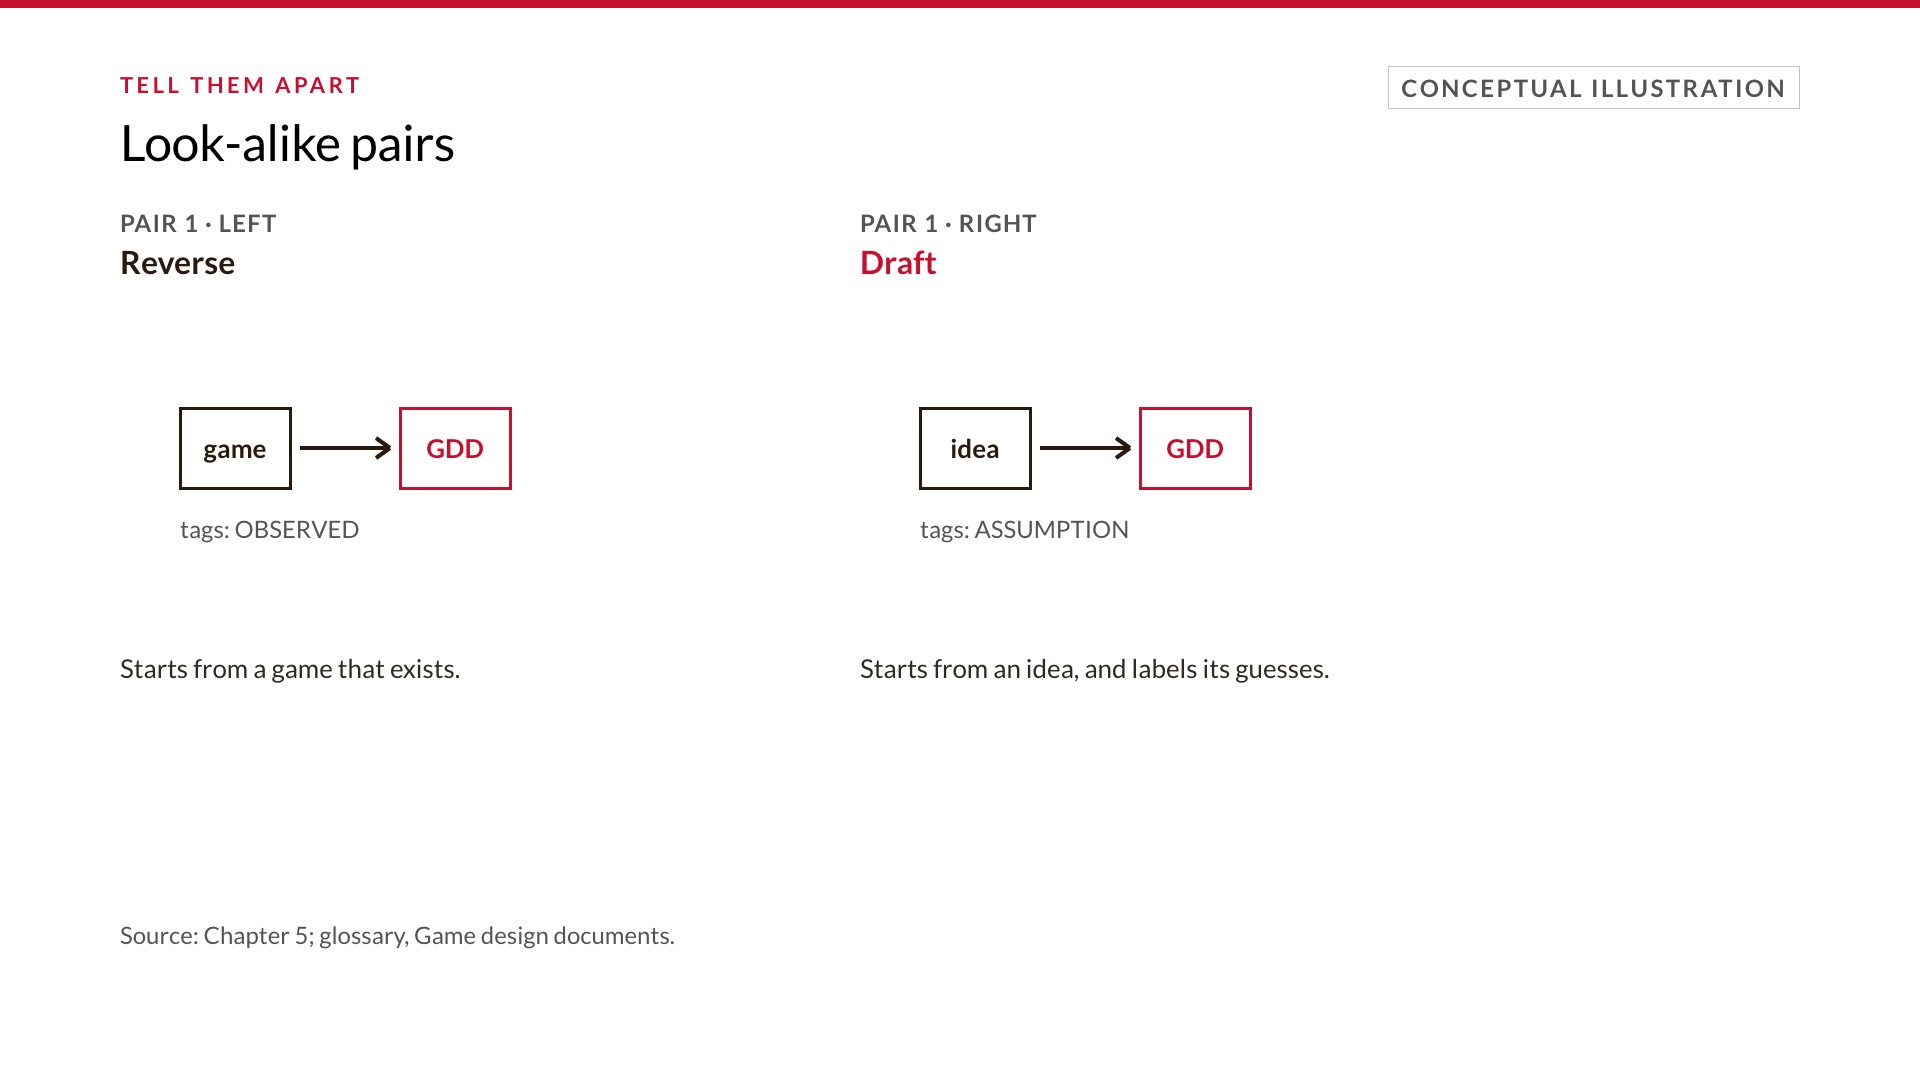 TELL THEM APART
CONCEPTUAL ILLUSTRATION
Look-alike pairs
PAIR 1 · LEFT
Reverse
game
GDD
tags: OBSERVED
Starts from a game that exists.
PAIR 1 · RIGHT
Draft
idea
GDD
tags: ASSUMPTION
Starts from an idea, and labels its guesses.
Source: Chapter 5; glossary, Game design documents.